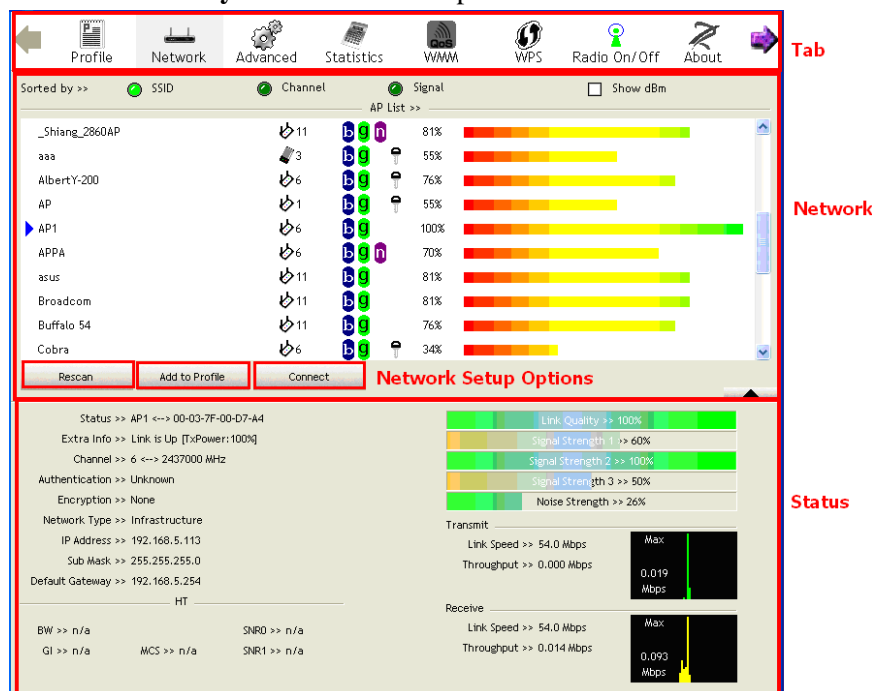 Profile Network Advanced Statistics WMM WPS Radio On/Off About
QoS
Tab
Sorted by >> SSID Channel Signal Show dBm
AP List >>
_Shiang_2860AP 11 b g n 81%
aaa 3 b g 55%
AlbertY-200 6 b g 76%
AP 1 b g 55%
Network
AP1 6 b g 100%
APPA 6 b g n 70%
asus 11 b g 81%
Broadcom 11 b g 81%
Buffalo 54 11 b g 76%
Cobra 6 b g 34%
Rescan Add to Profile Connect Network Setup Options
Status >> AP1 <--> 00-03-7F-00-D7-A4
Extra Info >> Link is Up [TxPower:100%]
Channel >> 6 <--> 2437000 MHz
Authentication >> Unknown
Encryption >> None
Network Type >> Infrastructure
IP Address >> 192.168.5.113
Sub Mask >> 255.255.255.0
Default Gateway >> 192.168.5.254
HT
BW >> n/a SNR0 >> n/a
GI >> n/a MCS >> n/a SNR1 >> n/a
Link Quality >> 100%
Signal Strength 1 >> 60%
Signal Strength 2 >> 100%
Signal Strength 3 >> 50%
Noise Strength >> 26%
Status
Transmit
Link Speed >> 54.0 Mbps
Throughput >> 0.000 Mbps
Max
0.019
Mbps
Receive
Link Speed >> 54.0 Mbps
Throughput >> 0.014 Mbps
Max
0.093
Mbps